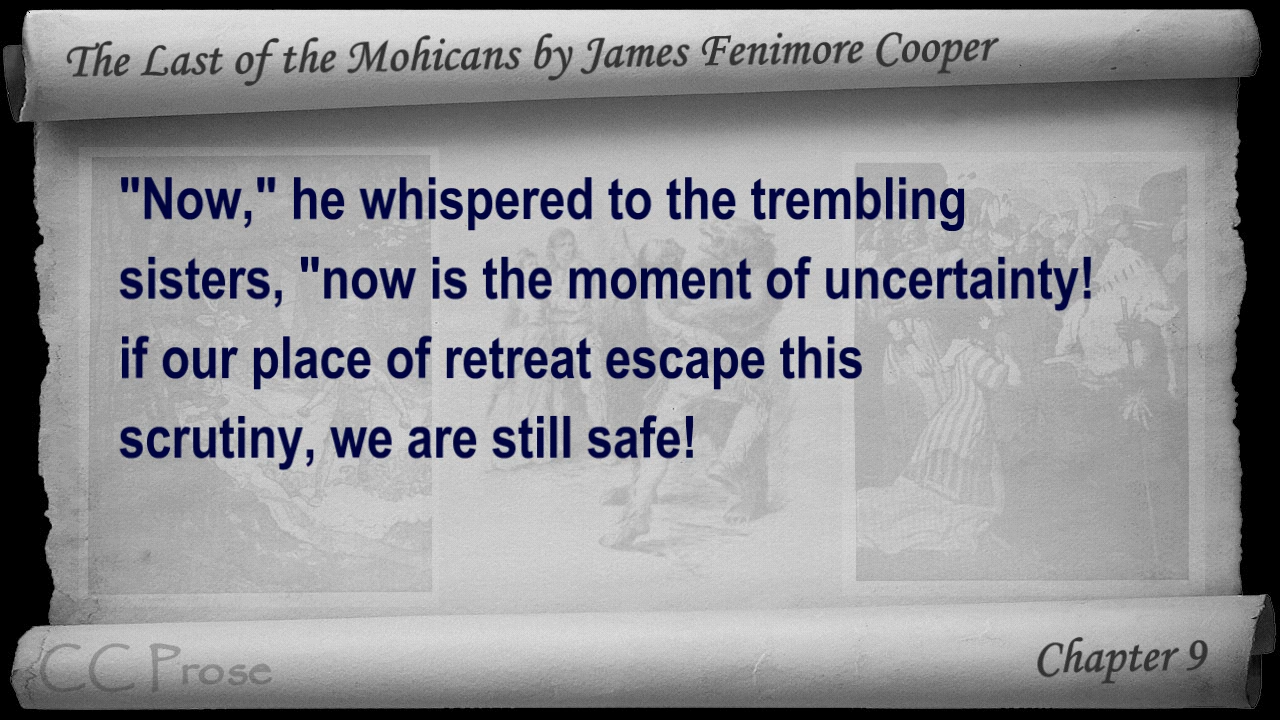 The Last of the Mohicans by James Fenimore Cooper
"Now," he whispered to the trembling
sisters, "now is the moment of uncertainty!
if our place of retreat escape this
scrutiny, we are still safe!
CC Prose
Chapter 9